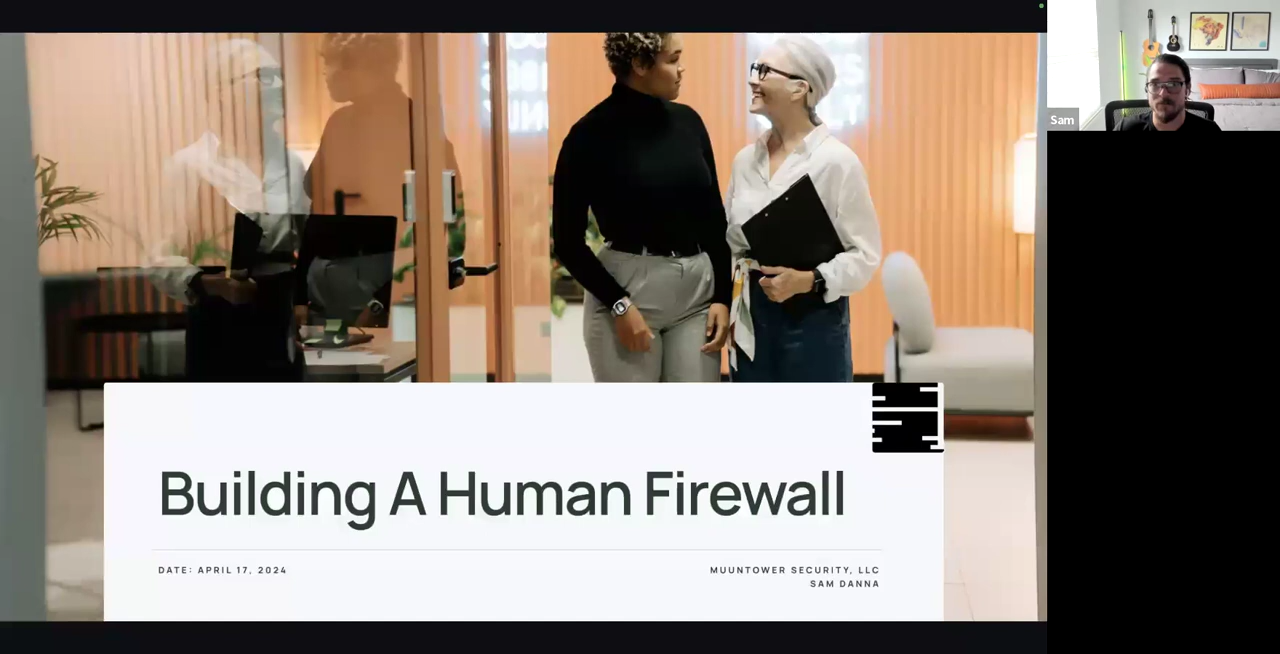 Building A Human Firewall
DATE: APRIL 17, 2024
MUUNTOWER SECURITY, LLC
SAM DANNA
Sam